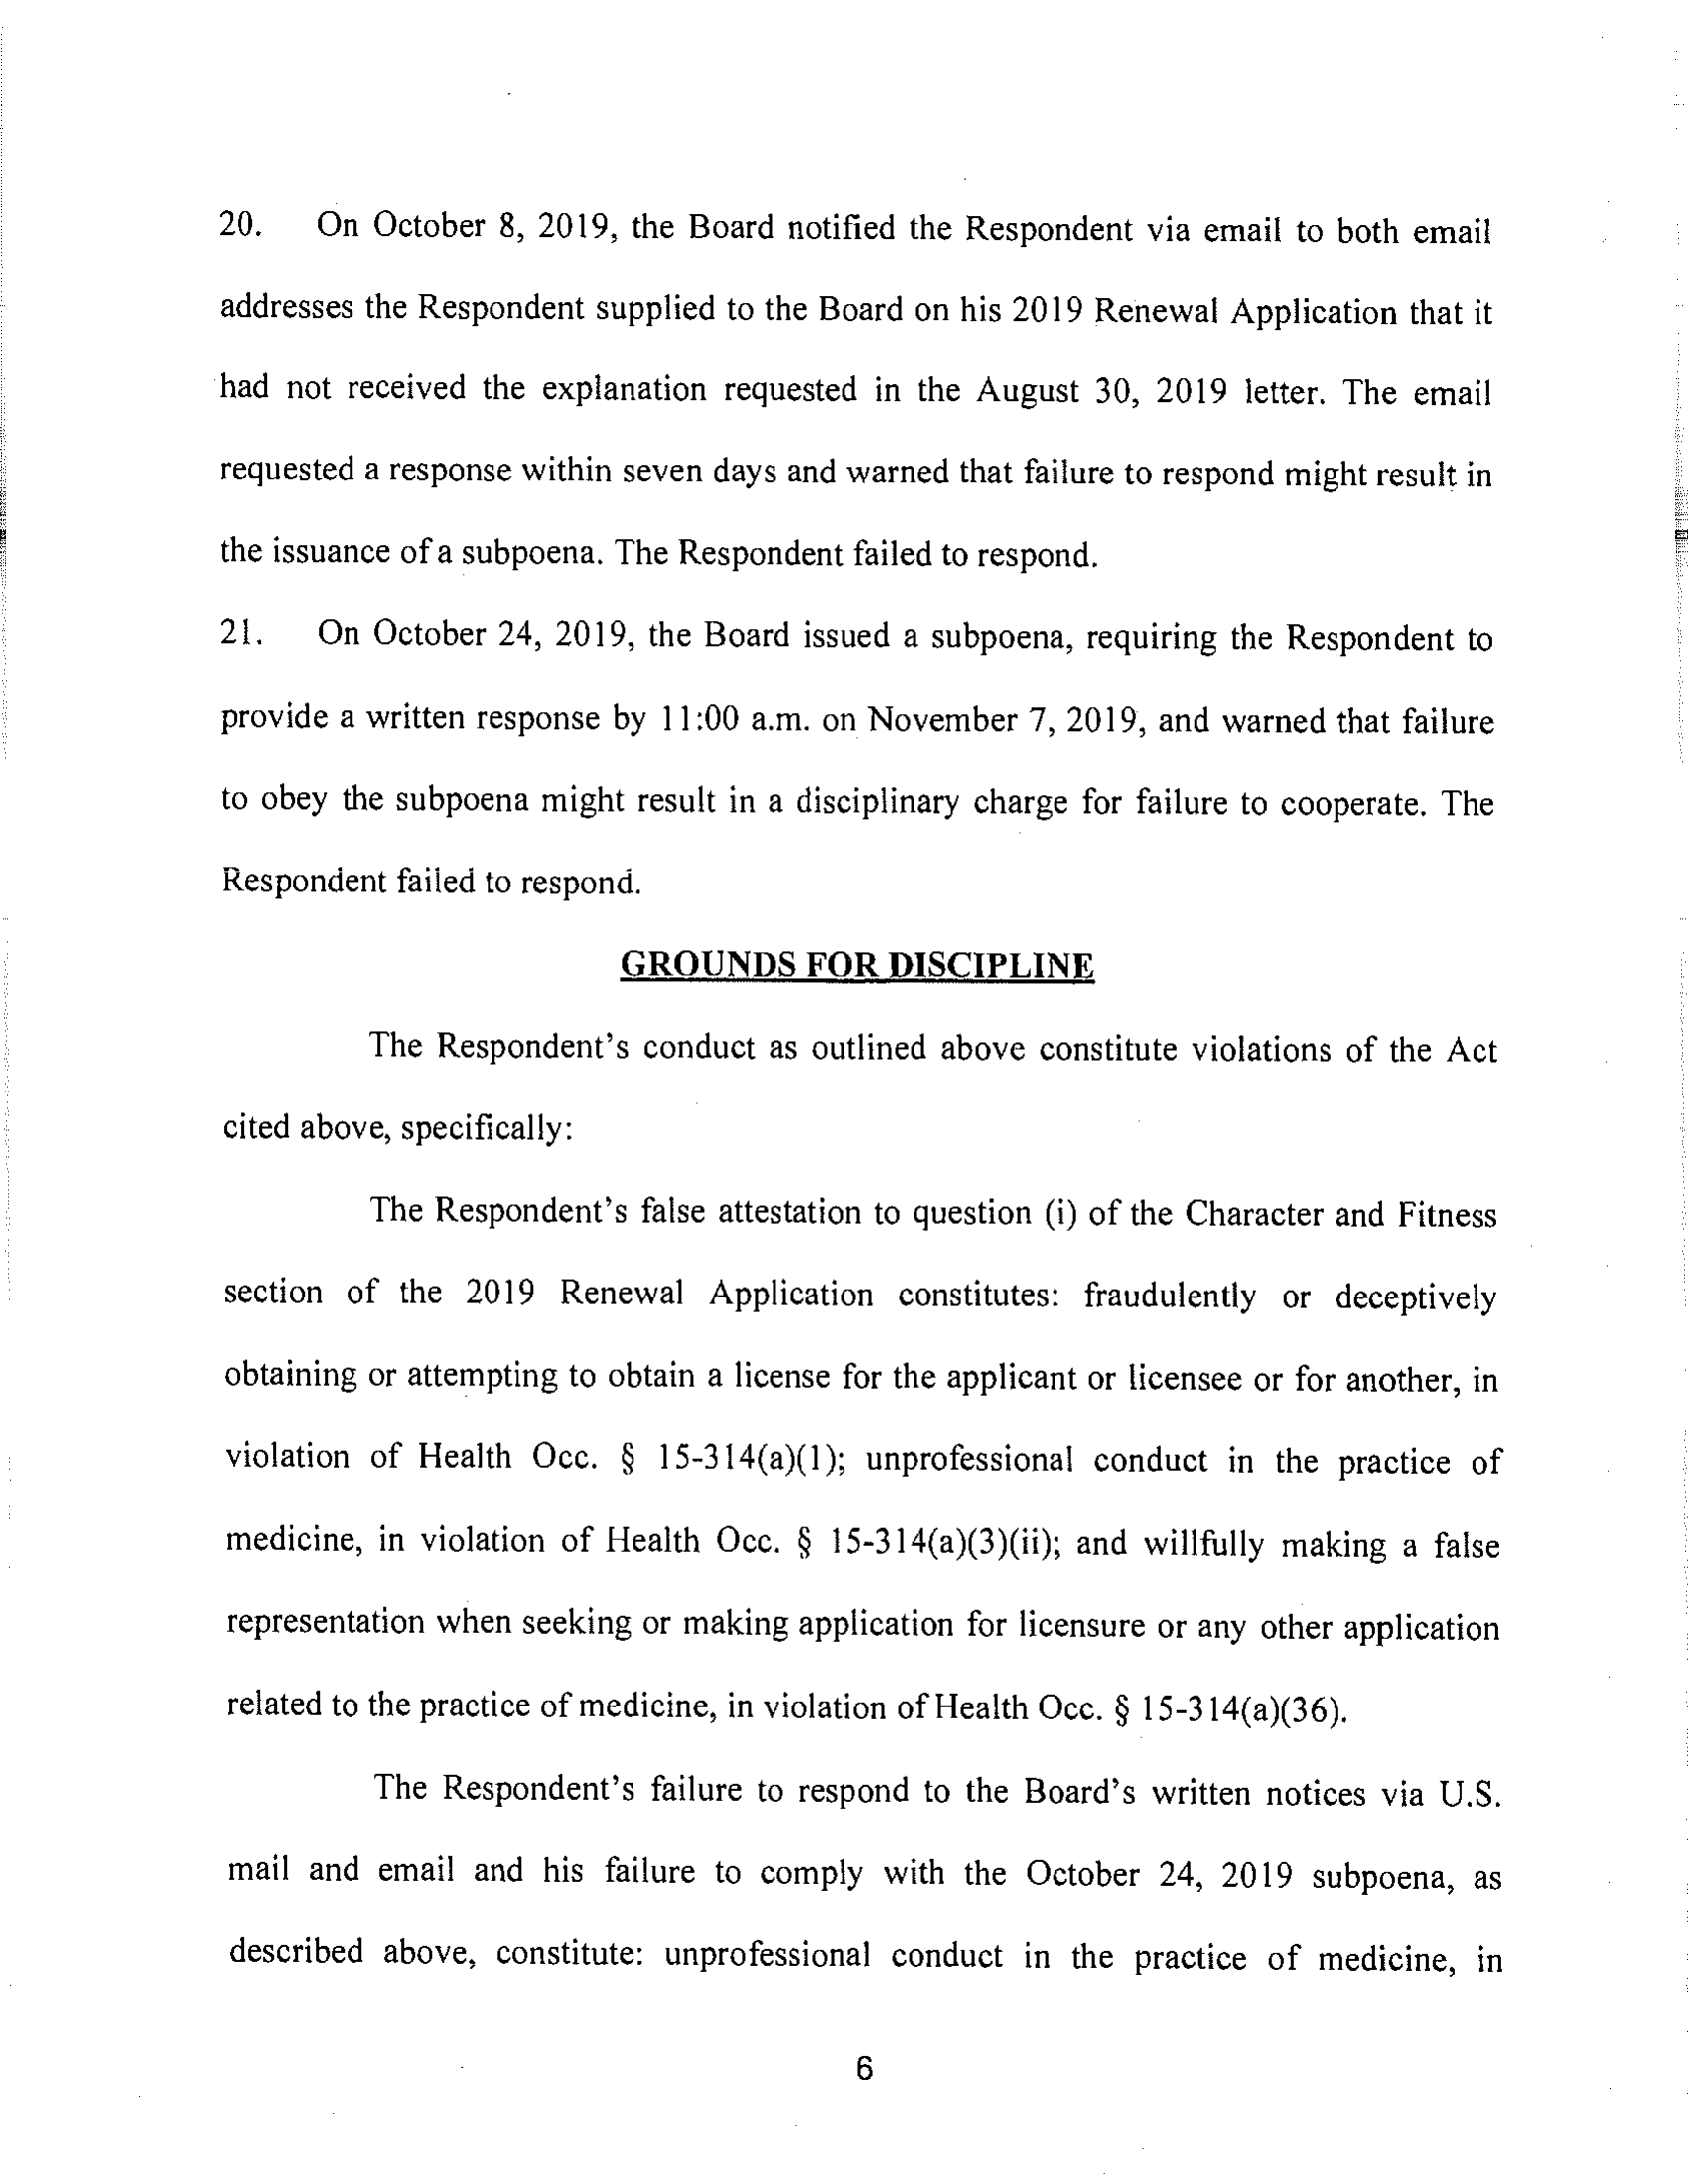 20. On October 8, 2019, the Board notified the Respondent via email to both email
addresses the Respondent supplied to the Board on his 2019 Renewal Application that it
had not received the explanation requested in the August 30, 2019 letter. The email
requested a response within seven days and warned that failure to respond might result in
the issuance of a subpoena. The Respondent failed to respond.
21. On October 24, 2019, the Board issued a subpoena, requiring the Respondent to
provide a written response by 11:00 a.m. on November 7, 2019, and warned that failure
to obey the subpoena might result in a disciplinary charge for failure to cooperate. The
Respondent failed to respond.
GROUNDS FOR DISCIPLINE
The Respondent's conduct as outlined above constitute violations of the Act
cited above, specifically:
The Respondent's false attestation to question (i) of the Character and Fitness
section of the 2019 Renewal Application constitutes: fraudulently or deceptively
obtaining or attempting to obtain a license for the applicant or licensee or for another, in
violation of Health Occ. § 15-314(a)(1); unprofessional conduct in the practice of
medicine, in violation of Health Occ. § 15-314(a)(3)(ii); and willfully making a false
representation when seeking or making application for licensure or any other application
related to the practice of medicine, in violation of Health Occ. § 15-314(a)(36).
The Respondent's failure to respond to the Board's written notices via U.S.
mail and email and his failure to comply with the October 24, 2019 subpoena, as
described above, constitute: unprofessional conduct in the practice of medicine, in
6